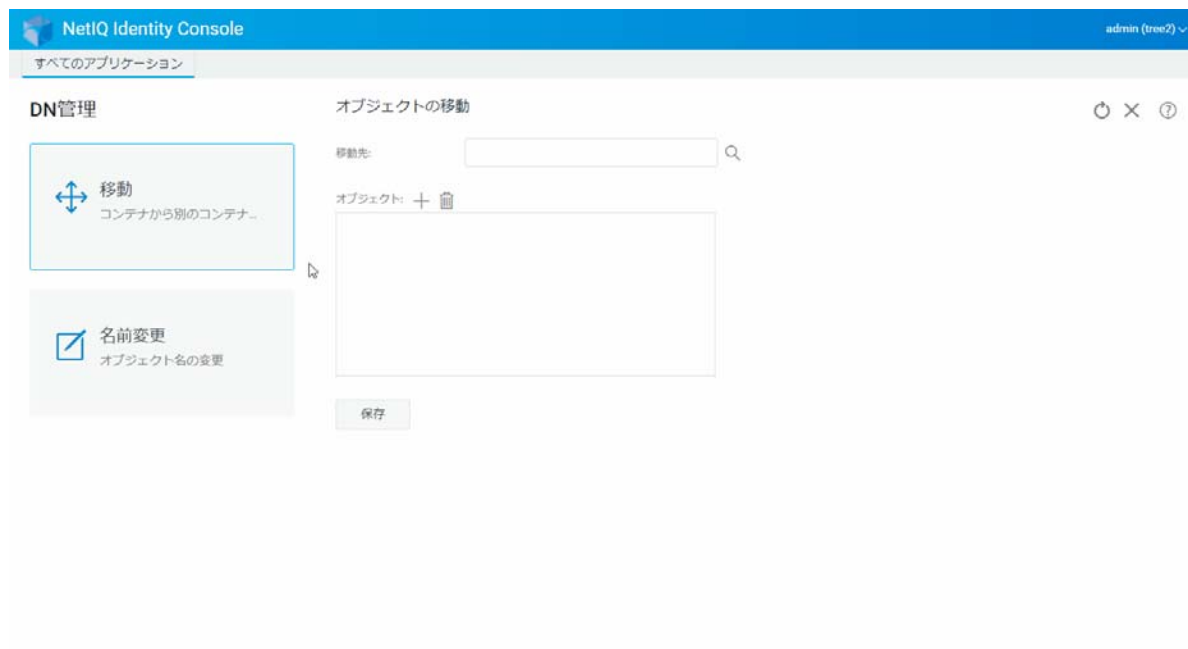 NetIQ Identity Console
admin (tree2)
すべてのアプリケーション
DN管理
移動
コンテナから別のコンテナ...
名前変更
オブジェクト名の変更
オブジェクトの移動
移動先:
オブジェクト:
保存